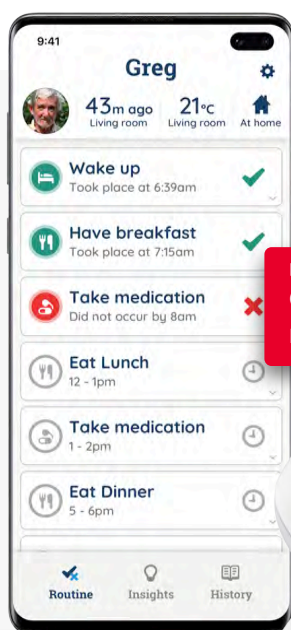 9:41
Greg
43m ago
Living room
21°C
Living room
At home
Wake up
Took place at 6:39am
Have breakfast
Took place at 7:15am
Take medication
Did not occur by 8am
Eat Lunch
12 - 1pm
Take medication
1 - 2pm
Eat Dinner
5 - 6pm
Routine
Insights
History